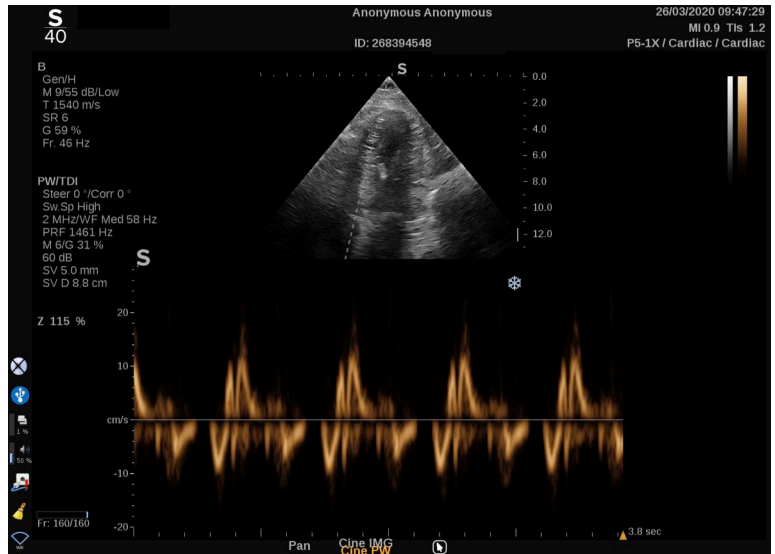 S
40
Anonymous Anonymous
26/03/2020 09:47:29
MI 0.9 TIs 1.2
ID: 268394548
P5-1X / Cardiac / Cardiac
B
Gen/H
M 9/55 dB/Low
T 1540 m/s
SR 6
G 59 %
Fr. 46 Hz
S
0.0
2.0
4.0
6.0
8.0
10.0
12.0
PW/TDI
Steer 0 °/Corr 0 °
Sw.Sp High
2 MHz/WF Med 58 Hz
PRF 1461 Hz
M 6/G 31 %
60 dB
SV 5.0 mm
SV D 8.8 cm
S
Z 115 %
20
10
cm/s
-10
-20
1 %
50 %
Fr: 160/160
3.8 sec
Pan
Cine IMG
Cine PW